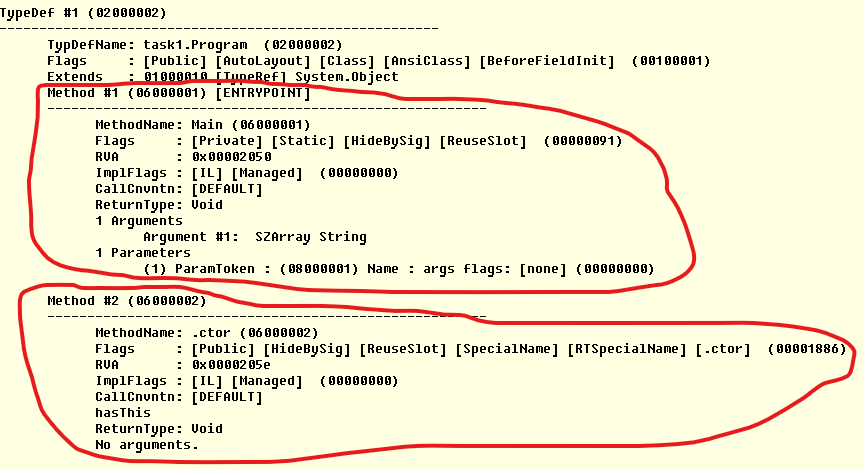 TypeDef #1 (02000002)
-------------------------------------------------------
TypDefName: task1.Program  (02000002)
Flags     : [Public] [AutoLayout] [Class] [AnsiClass] [BeforeFieldInit]  (00100001)
Extends   : 01000010 [TypeRef] System.Object
Method #1 (06000001) [ENTRYPOINT]
-------------------------------------------------------
MethodName: Main (06000001)
Flags     : [Private] [Static] [HideBySig] [ReuseSlot]  (00000091)
RVA       : 0x00002050
ImplFlags : [IL] [Managed]  (00000000)
CallCnvntn: [DEFAULT]
ReturnType: Void
1 Arguments
Argument #1:  SZArray String
1 Parameters
(1) ParamToken : (08000001) Name : args flags: [none] (00000000)
Method #2 (06000002)
-------------------------------------------------------
MethodName: .ctor (06000002)
Flags     : [Public] [HideBySig] [ReuseSlot] [SpecialName] [RTSpecialName] [.ctor]  (00001886)
RVA       : 0x0000205e
ImplFlags : [IL] [Managed]  (00000000)
CallCnvntn: [DEFAULT]
hasThis
ReturnType: Void
No arguments.